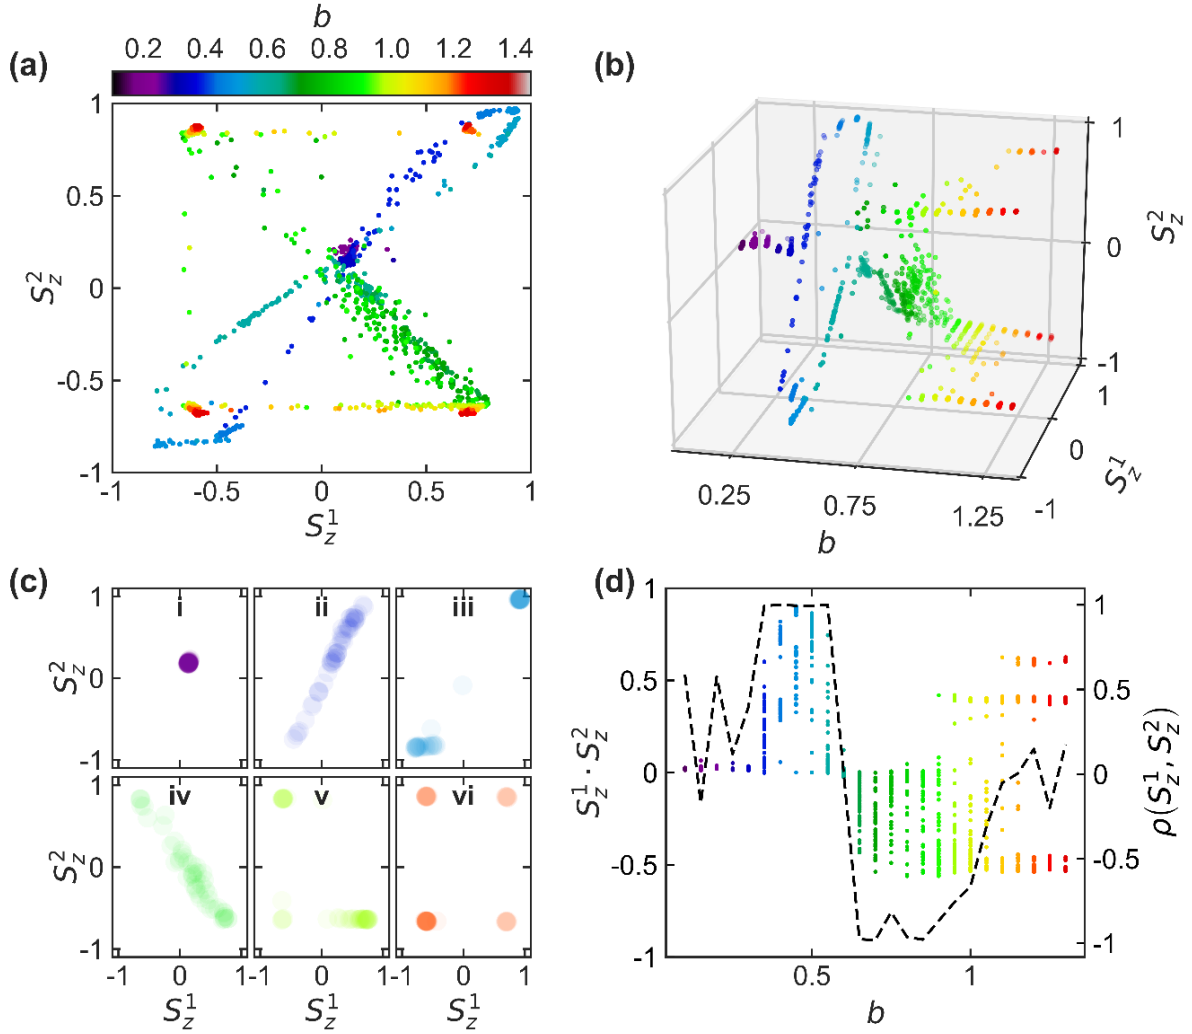 (a)
b
0.2 0.4 0.6 0.8 1.0 1.2 1.4
1
0.5
0
-0.5
-1
S_z^2
-1 -0.5 0 0.5 1
S_z^1
(b)
1
0
-1
S_z^2
1
0
-1
S_z^1
0.25 0.75 1.25
b
(c)
i ii iii
1
0
-1
S_z^2
iv v vi
1
0
-1
S_z^2
-1 0 1 -1 0 1 -1 0 1
S_z^1 S_z^1 S_z^1
(d)
1
0.5
0
-0.5
-1
S_z^1 · S_z^2
1
0.5
0
-0.5
-1
ρ(S_z^1, S_z^2)
0.5 1
b